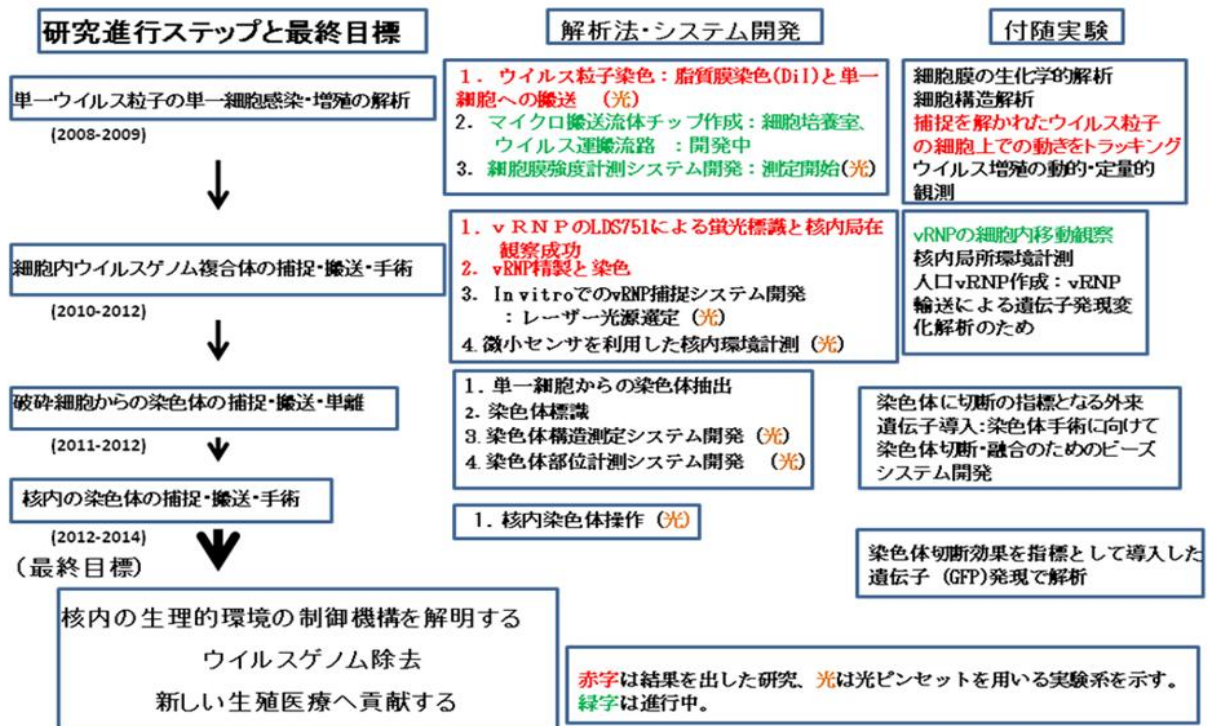 研究進行ステップと最終目標
解析法・システム開発
付随実験
単一ウイルス粒子の単一細胞感染・増殖の解析
(2008-2009)
1. ウイルス粒子染色：脂質膜染色(DiI)と単一
細胞への搬送 (光)
2. マイクロ搬送流体チップ作成：細胞培養室、
ウイルス運搬流路 ：開発中
3. 細胞膜強度計測システム開発：測定開始(光)
細胞膜の生化学的解析
細胞構造解析
捕捉を解かれたウイルス粒子
の細胞上での動きをトラッキング
ウイルス増殖の動的・定量的
観測
細胞内ウイルスゲノム複合体の捕捉・搬送・手術
(2010-2012)
1. vRNPのLDS751による蛍光標識と核内局在
観察成功
2. vRNP精製と染色
3. In vitroでのvRNP捕捉システム開発
：レーザー光源選定 (光)
4. 微小センサを利用した核内環境計測 (光)
vRNPの細胞内移動観察
核内局所環境計測
人口vRNP作成：vRNP
輸送による遺伝子発現変
化解析のため
破砕細胞からの染色体の捕捉・搬送・単離
(2011-2012)
1. 単一細胞からの染色体抽出
2. 染色体標識
3. 染色体構造測定システム開発 (光)
4. 染色体部位計測システム開発 (光)
染色体に切断の指標となる外来
遺伝子導入：染色体手術に向けて
染色体切断・融合のためのビーズ
システム開発
核内の染色体の捕捉・搬送・手術
(2012-2014)
1. 核内染色体操作 (光)
染色体切断効果を指標として導入した
遺伝子 (GFP)発現で解析
(最終目標)
核内の生理的環境の制御機構を解明する
ウイルスゲノム除去
新しい生殖医療へ貢献する
赤字は結果を出した研究、光は光ピンセットを用いる実験系を示す。
緑字は進行中。